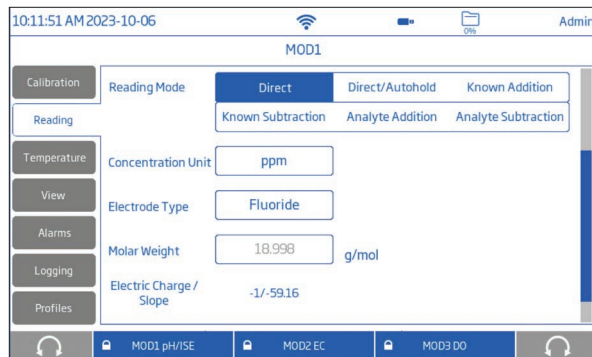 10:11:51 AM 2023-10-06 0% Admin
MOD1
Calibration
Reading
Temperature
View
Alarms
Logging
Profiles
Reading Mode Direct Direct/Autohold Known Addition
Known Subtraction Analyte Addition Analyte Subtraction
Concentration Unit ppm
Electrode Type Fluoride
Molar Weight 18.998 g/mol
Electric Charge /
Slope -1/-59.16
MOD1 pH/ISE MOD2 EC MOD3 DO